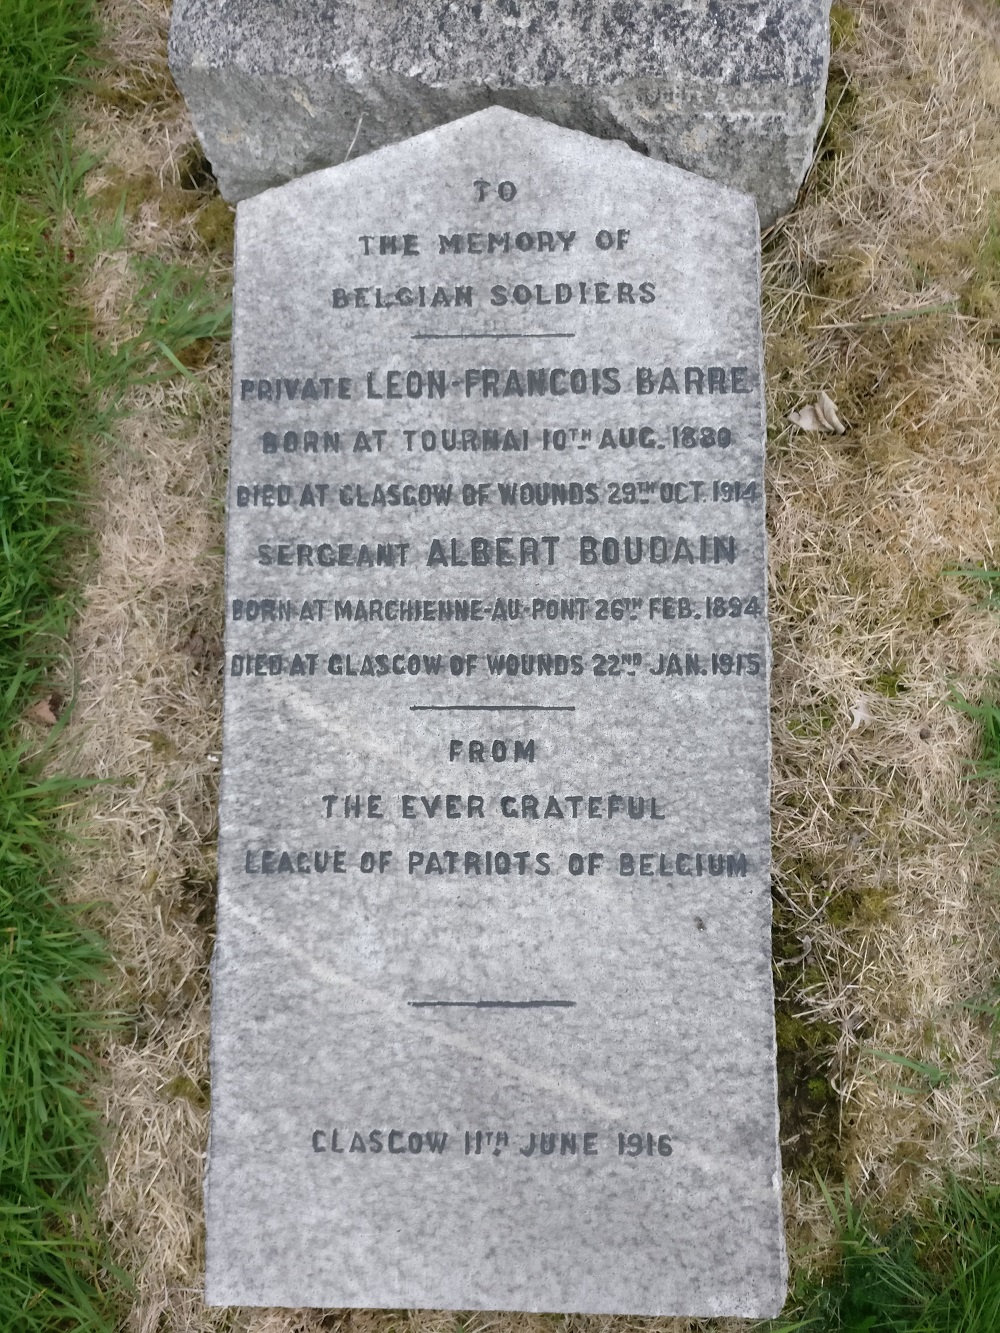 TO
THE MEMORY OF
BELGIAN SOLDIERS
PRIVATE LEON-FRANCOIS BARRE
BORN AT TOURNAI 10TH AUG. 1880
DIED AT GLASGOW OF WOUNDS 29TH OCT. 1914
SERGEANT ALBERT BOUDAIN
BORN AT MARCHIENNE-AU-PONT 26TH FEB. 1894
DIED AT GLASGOW OF WOUNDS 22ND JAN. 1915
FROM
THE EVER GRATEFUL
LEAGUE OF PATRIOTS OF BELGIUM
GLASGOW 11TH JUNE 1916